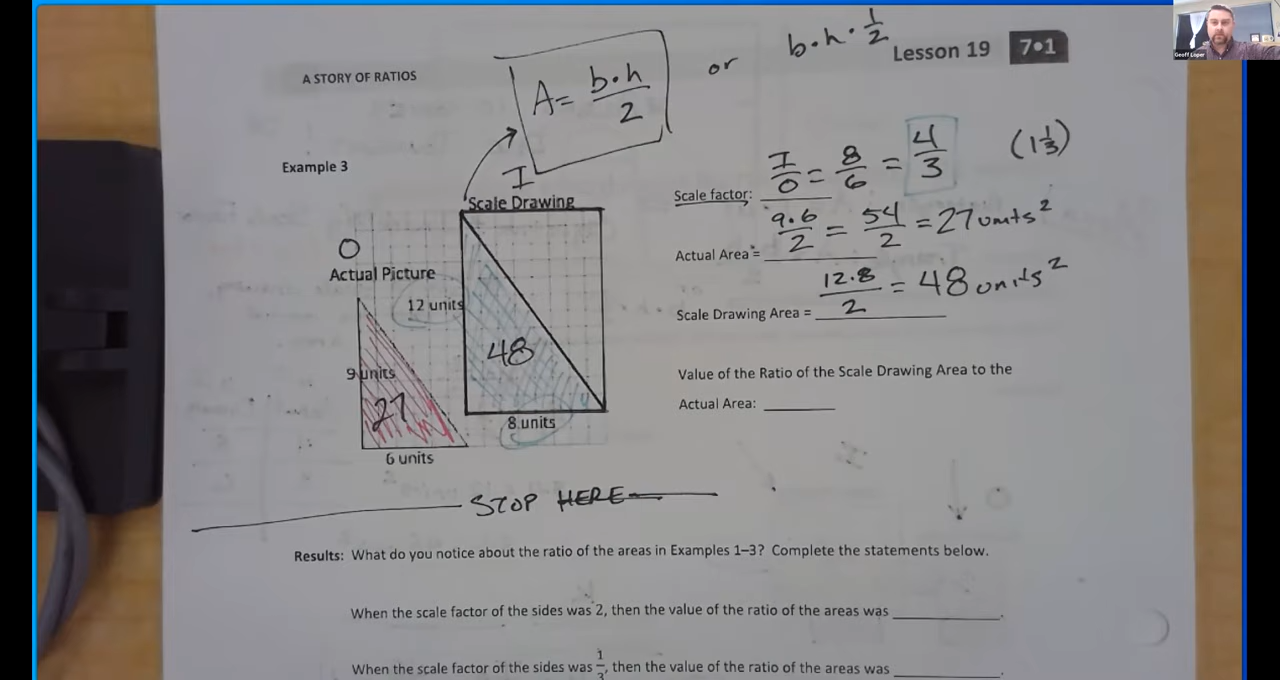 b·h·1/2
or
A = b·h/2
Lesson 19
7•1
Geoff Loper
A STORY OF RATIOS
Example 3
I
Scale Drawing
Scale factor: I/O = 8/6 = 4/3 (1 1/3)
O
Actual Picture
Actual Area = 9·6/2 = 54/2 = 27 units²
12 units
Scale Drawing Area = 12·8/2 = 48 units²
48
9 units
27
Value of the Ratio of the Scale Drawing Area to the
Actual Area: ______
8 units
6 units
STOP HERE
Results: What do you notice about the ratio of the areas in Examples 1–3? Complete the statements below.
When the scale factor of the sides was 2, then the value of the ratio of the areas was ______.
When the scale factor of the sides was 1/3, then the value of the ratio of the areas was ______.